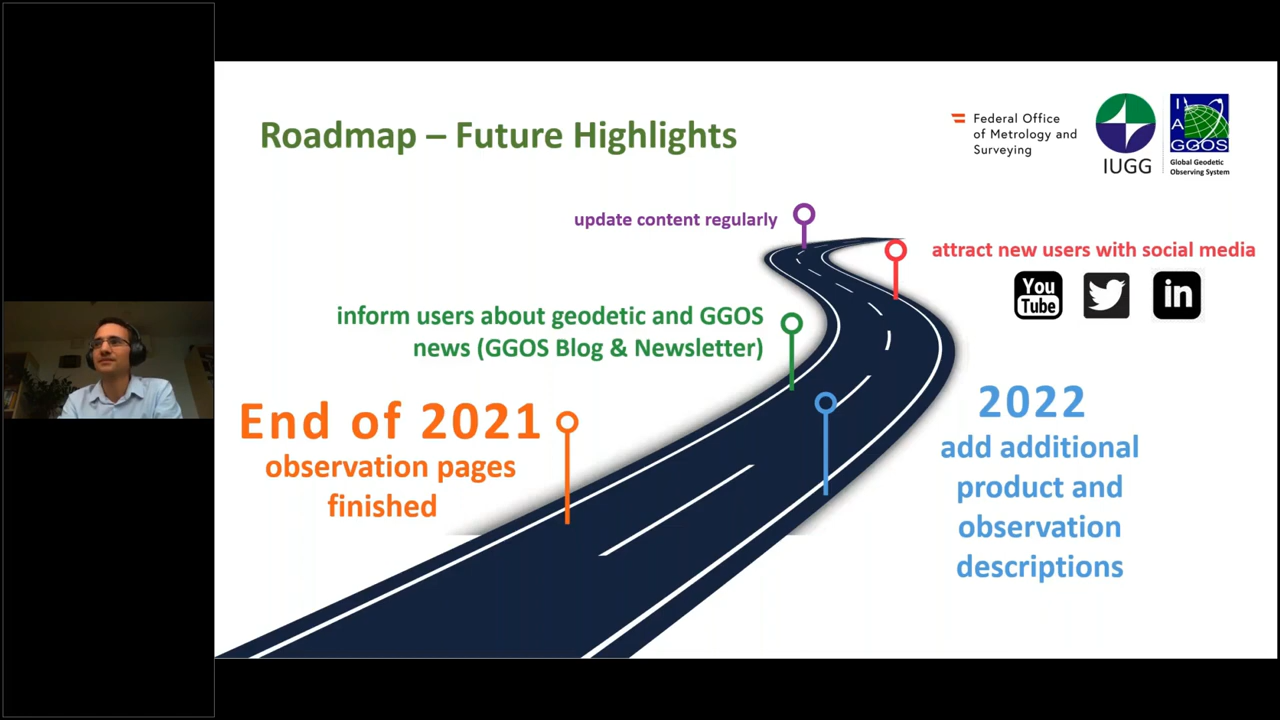 Roadmap – Future Highlights
Federal Office
of Metrology and
Surveying
IUGG
I
A
GGOS
Global Geodetic
Observing System
update content regularly
attract new users with social media
You
Tube
in
inform users about geodetic and GGOS
news (GGOS Blog & Newsletter)
End of 2021
observation pages
finished
2022
add additional
product and
observation
descriptions